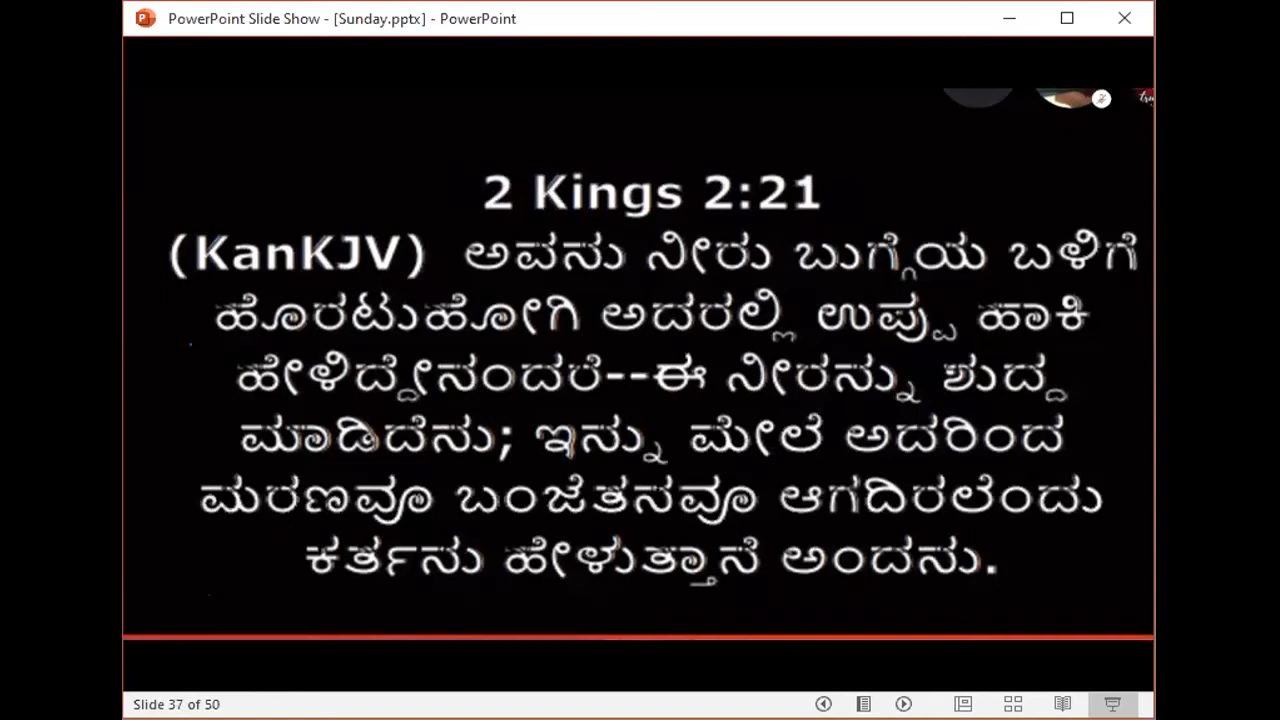 PowerPoint Slide Show - [Sunday.pptx] - PowerPoint
2 Kings 2:21
(KanKJV) ಅವನು ನೀರು ಬುಗ್ಗೆಯ ಬಳಿಗೆ
ಹೊರಟುಹೋಗಿ ಅದರಲ್ಲಿ ಉಪ್ಪು ಹಾಕಿ
ಹೇಳಿದ್ದೇನಂದರೆ--ಈ ನೀರನ್ನು ಶುದ್ದ
ಮಾಡಿದೆನು; ಇನ್ನು ಮೇಲೆ ಅದರಿಂದ
ಮರಣವೂ ಬಂಜೆತನವೂ ಆಗದಿರಲೆಂದು
ಕರ್ತನು ಹೇಳುತ್ತಾನೆ ಅಂದನು.
Slide 37 of 50